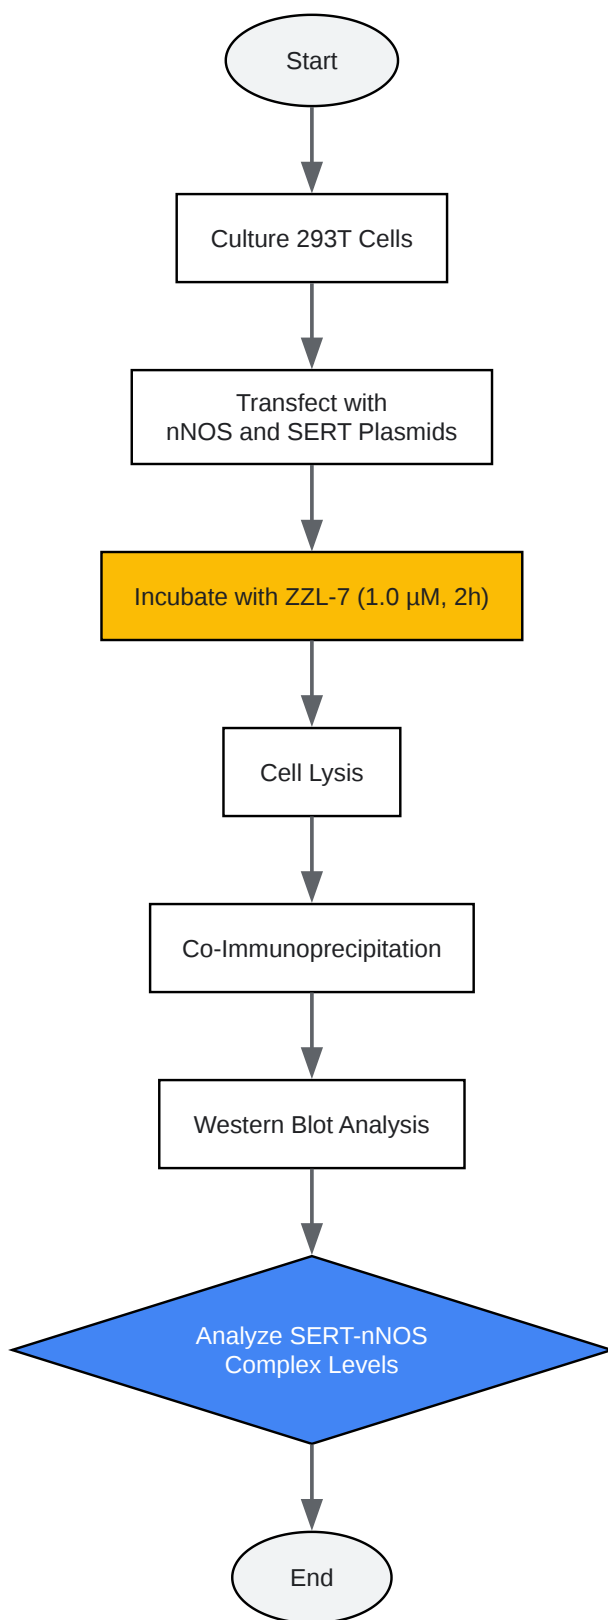 Start
Culture 293T Cells
Transfect with
nNOS and SERT Plasmids
Incubate with ZZL-7 (1.0 µM, 2h)
Cell Lysis
Co-Immunoprecipitation
Western Blot Analysis
Analyze SERT-nNOS
Complex Levels
End